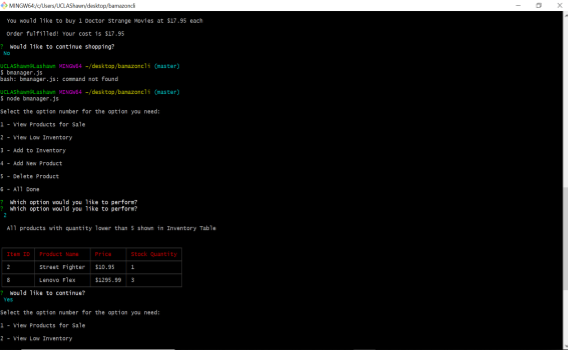 MINGW64:/c/Users/UCLAShawn/desktop/bamazoncli
You would like to buy 1 Doctor Strange Movies at $17.95 each
Order fulfilled! Your cost is $17.95
? Would you like to continue shopping?
No
UCLAShawn@Lashawn MINGW64 ~/desktop/bamazoncli (master)
$ bmanager.js
bash: bmanager.js: command not found
UCLAShawn@Lashawn MINGW64 ~/desktop/bamazoncli (master)
$ node bmanager.js
Select the option number for the option you need:
1 - View Products for Sale
2 - View Low Inventory
3 - Add to Inventory
4 - Add New Product
5 - Delete Product
6 - All Done
? Which option would you like to perform?
? Which option would you like to perform?
2
All products with quantity lower than 5 shown in Inventory Table
Item ID Product Name Price Stock Quantity
2 Street Fighter $10.95 1
8 Lenovo Flex $1295.99 3
? Would like to continue?
Yes
Select the option number for the option you need:
1 - View Products for Sale
2 - View Low Inventory